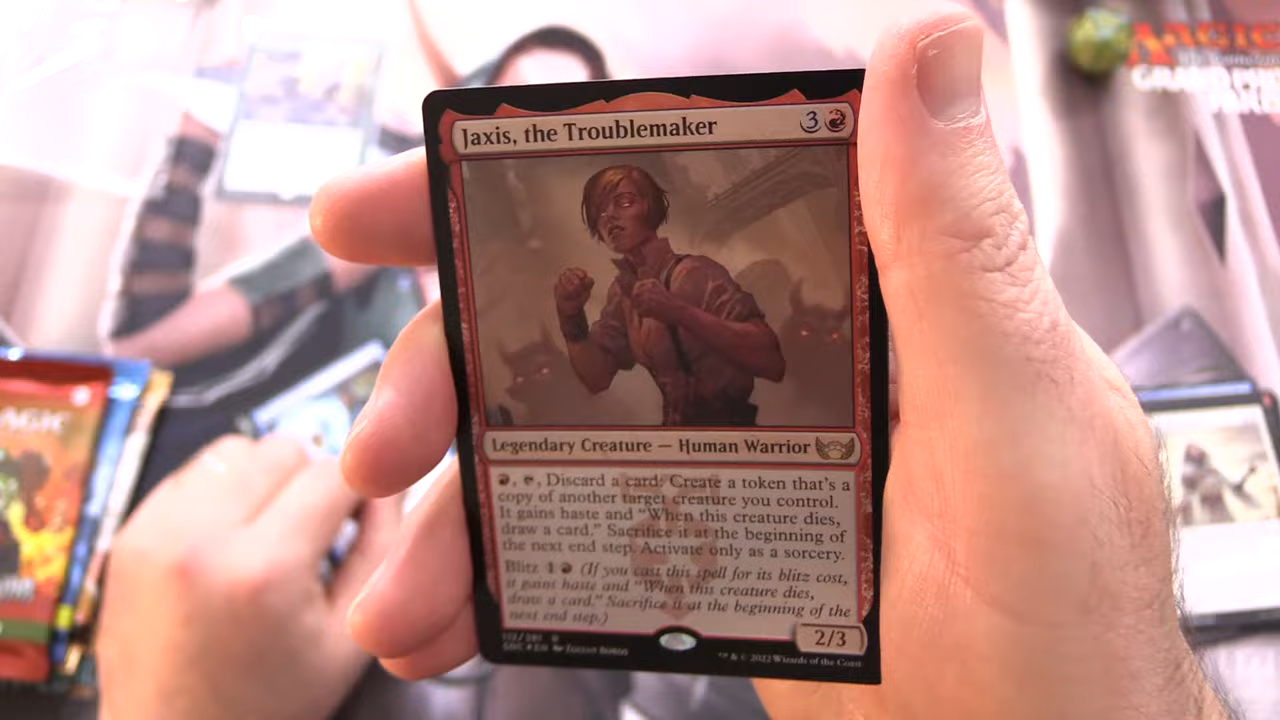 Jaxis, the Troublemaker 3
Legendary Creature — Human Warrior
, , Discard a card: Create a token that's a
copy of another target creature you control.
It gains haste and “When this creature dies,
draw a card.” Sacrifice it at the beginning of
the next end step. Activate only as a sorcery.
Blitz 1 (If you cast this spell for its blitz cost,
it gains haste and “When this creature dies,
draw a card.” Sacrifice it at the beginning of the
next end step.)
2/3
™ & © 2022 Wizards of the Coast
MAGIC
AGIC